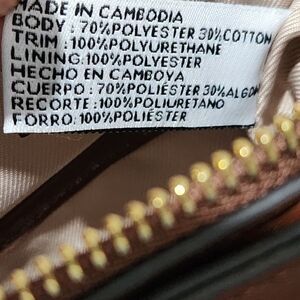 MADE IN CAMBODIA
BODY : 70%POLYESTER 30%COTTON
TRIM :100%POLYURETHANE
LINING:100%POLYESTER
HECHO EN CAMBOYA
CUERPO :70%POLIÉSTER 30%ALGO
RECORTE :100%POLIURETANO
FORRO :100%POLIÉSTER